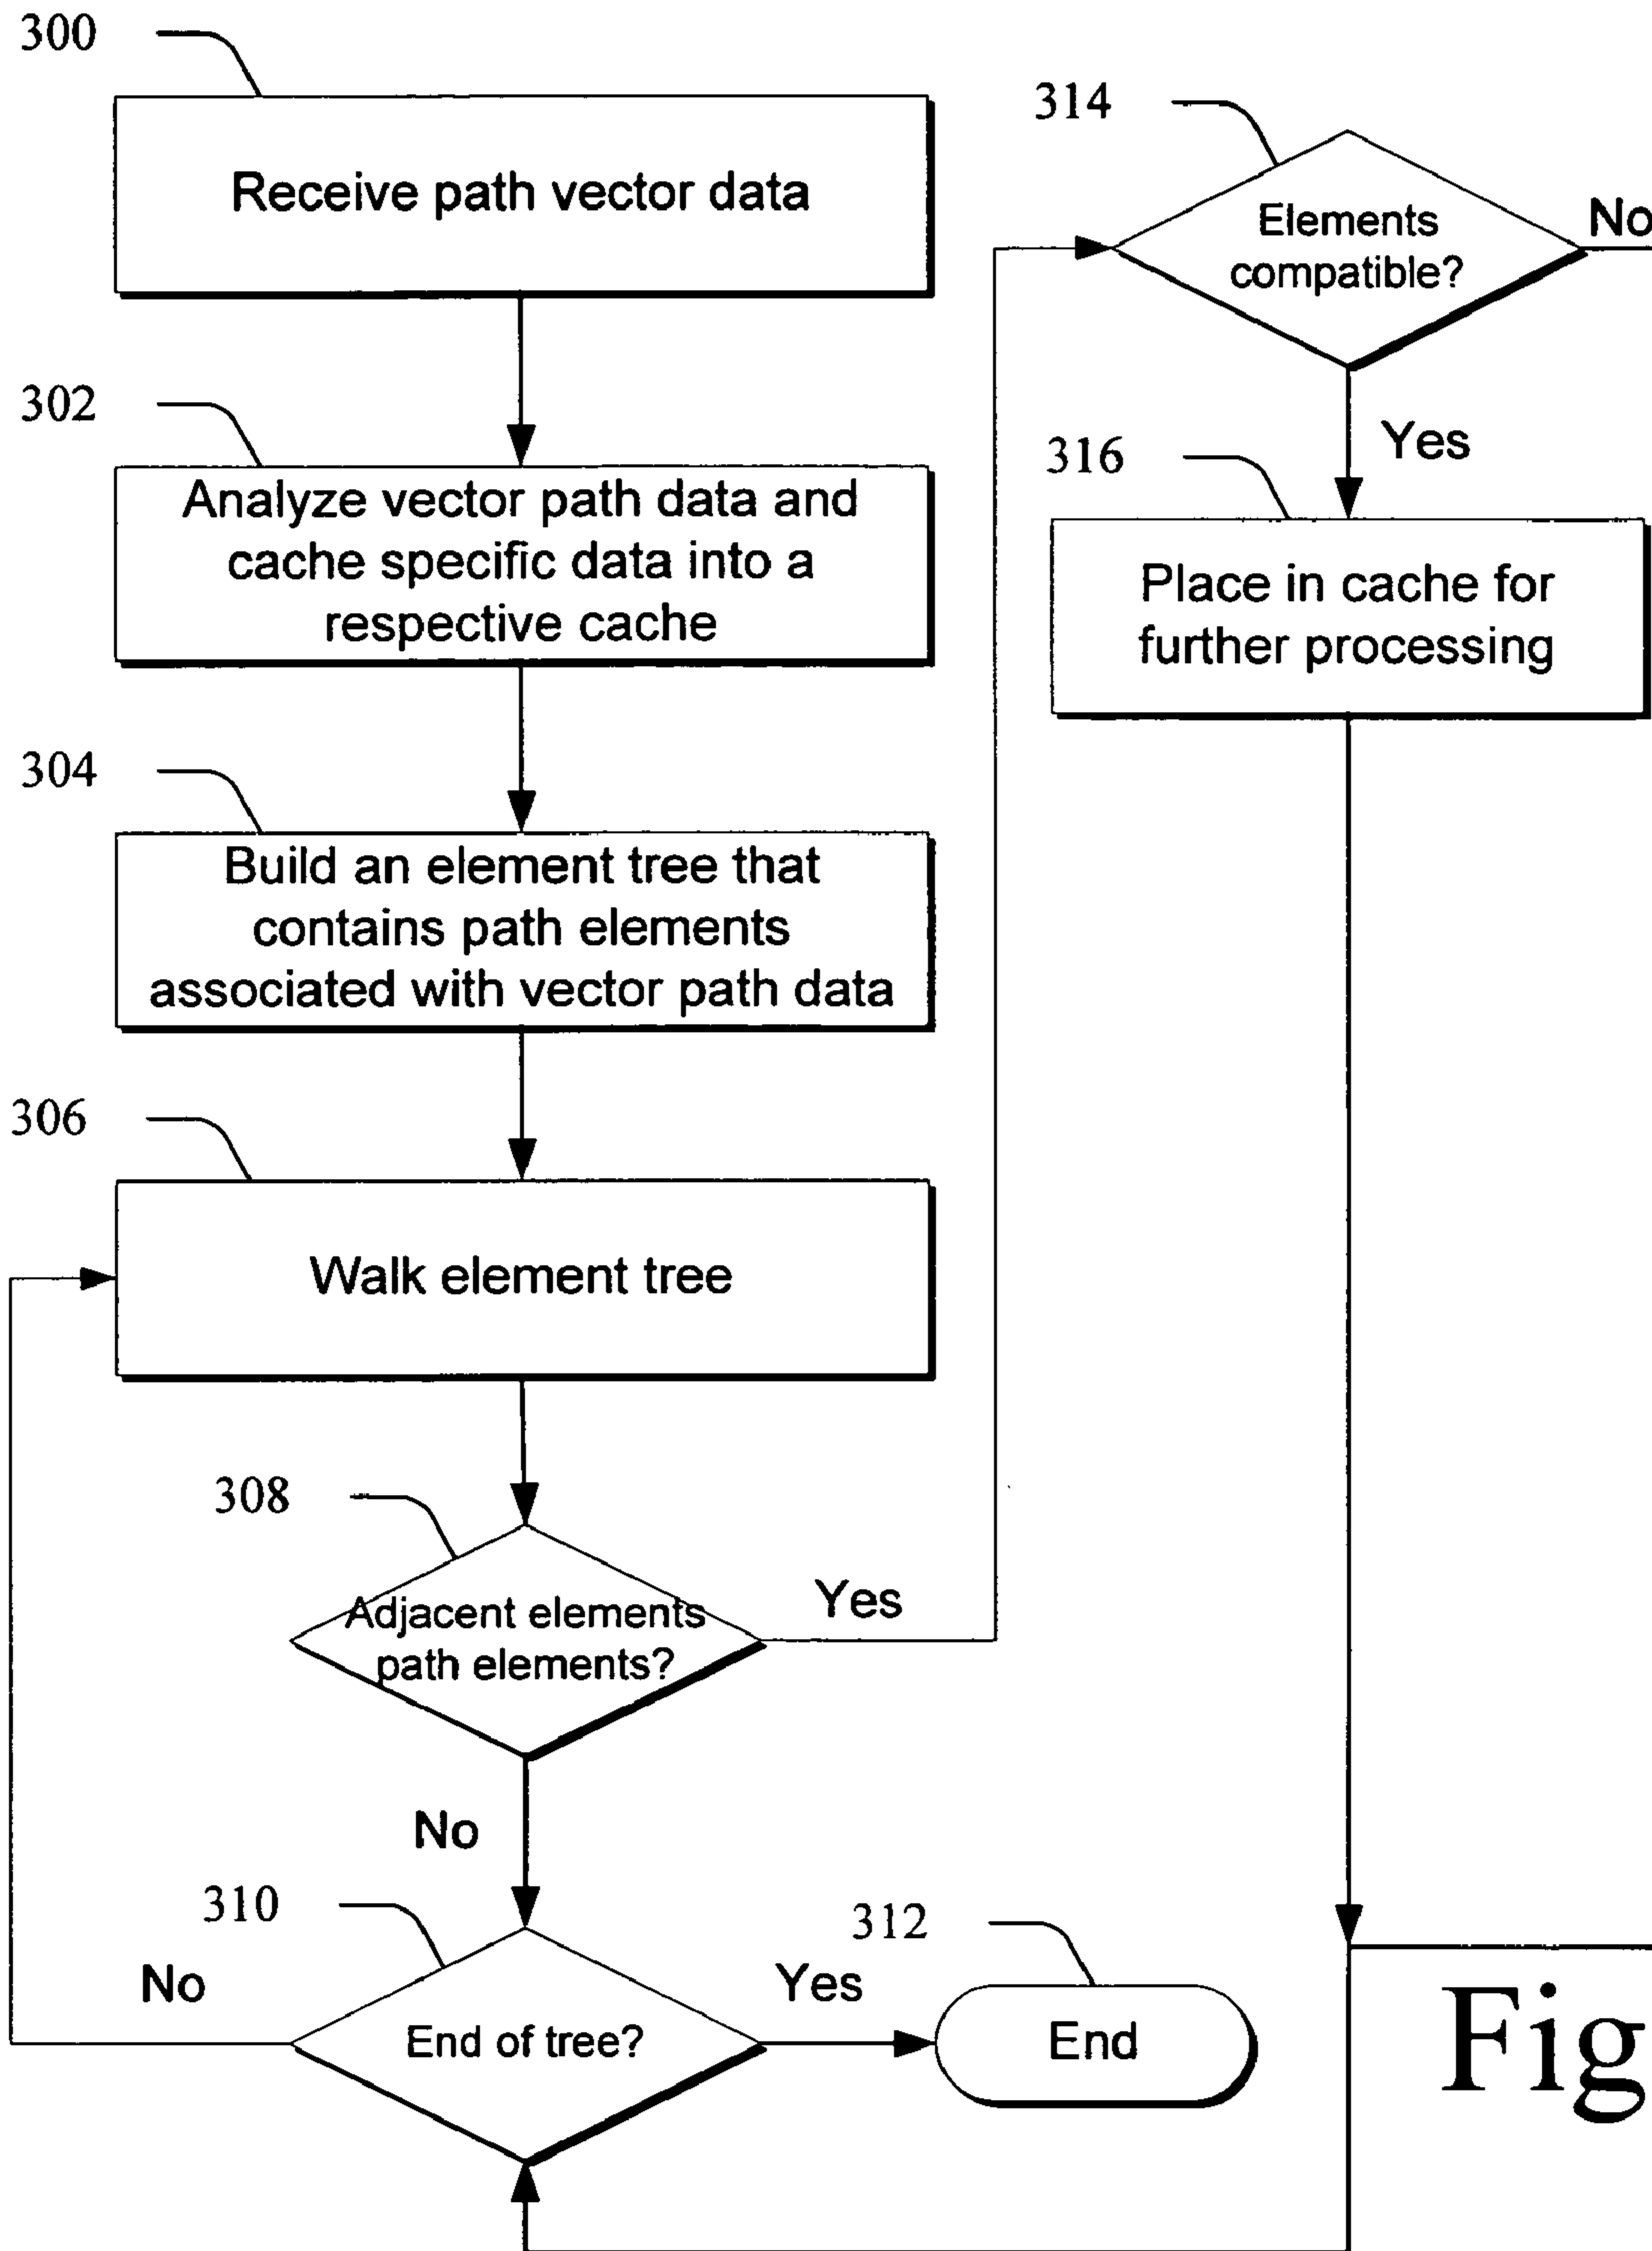 300
Receive path vector data
302
Analyze vector path data and
cache specific data into a
respective cache
304
Build an element tree that
contains path elements
associated with vector path data
306
Walk element tree
308
Adjacent elements
path elements?
Yes
No
310
End of tree?
No
Yes
312
End
314
Elements
compatible?
No
Yes
316
Place in cache for
further processing
Fig